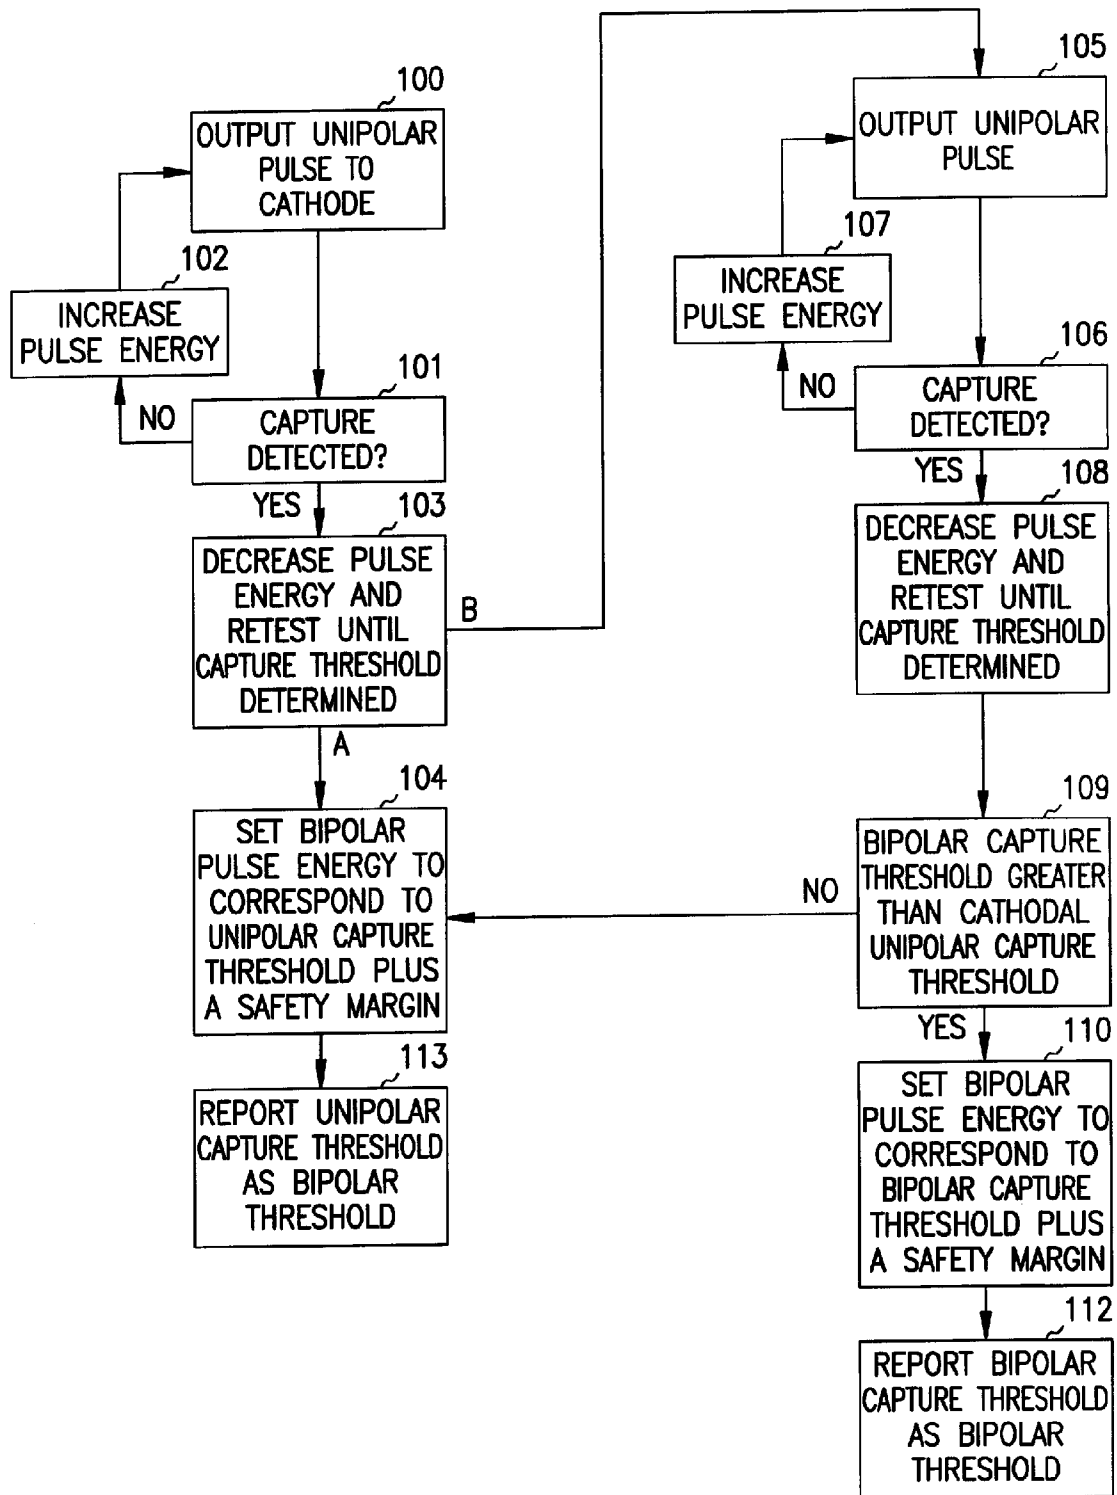 100
OUTPUT UNIPOLAR
PULSE TO
CATHODE
102
INCREASE
PULSE ENERGY
101
CAPTURE
DETECTED?
NO
YES
103
DECREASE PULSE
ENERGY AND
RETEST UNTIL
CAPTURE THRESHOLD
DETERMINED
B
A
104
SET BIPOLAR
PULSE ENERGY TO
CORRESPOND TO
UNIPOLAR CAPTURE
THRESHOLD PLUS
A SAFETY MARGIN
113
REPORT UNIPOLAR
CAPTURE THRESHOLD
AS BIPOLAR
THRESHOLD
105
OUTPUT UNIPOLAR
PULSE
107
INCREASE
PULSE ENERGY
106
CAPTURE
DETECTED?
NO
YES
108
DECREASE PULSE
ENERGY AND
RETEST UNTIL
CAPTURE THRESHOLD
DETERMINED
109
BIPOLAR CAPTURE
THRESHOLD GREATER
THAN CATHODAL
UNIPOLAR CAPTURE
THRESHOLD
NO
YES
110
SET BIPOLAR
PULSE ENERGY TO
CORRESPOND TO
BIPOLAR CAPTURE
THRESHOLD PLUS
A SAFETY MARGIN
112
REPORT BIPOLAR
CAPTURE THRESHOLD
AS BIPOLAR
THRESHOLD